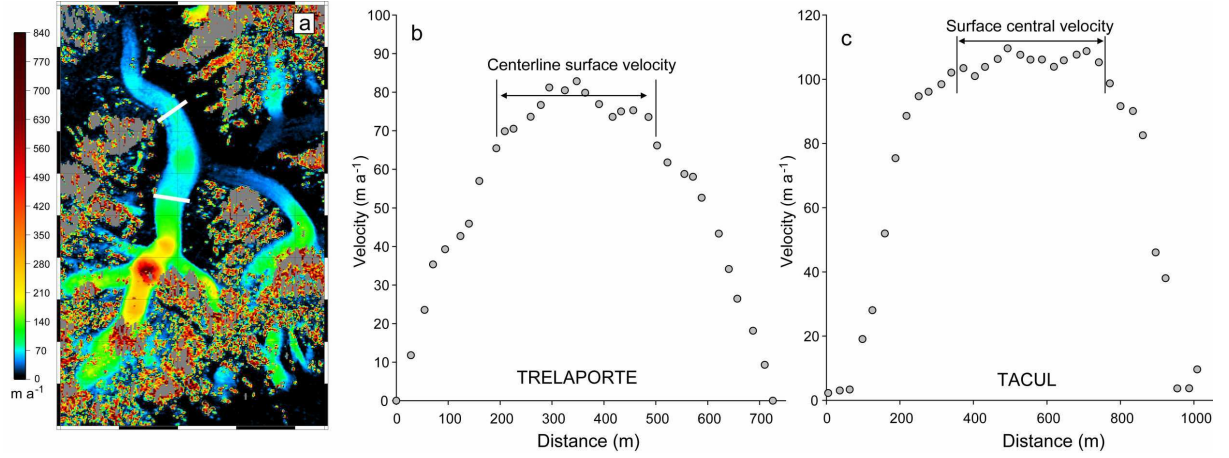 a
840
770
700
630
560
490
420
350
280
210
140
70
0
m a⁻¹
b
Centerline surface velocity
100
90
80
70
60
50
40
30
20
10
0
Velocity (m a⁻¹)
TRELAPORTE
0 100 200 300 400 500 600 700
Distance (m)
c
Surface central velocity
120
100
80
60
40
20
0
Velocity (m a⁻¹)
TACUL
0 200 400 600 800 1000
Distance (m)